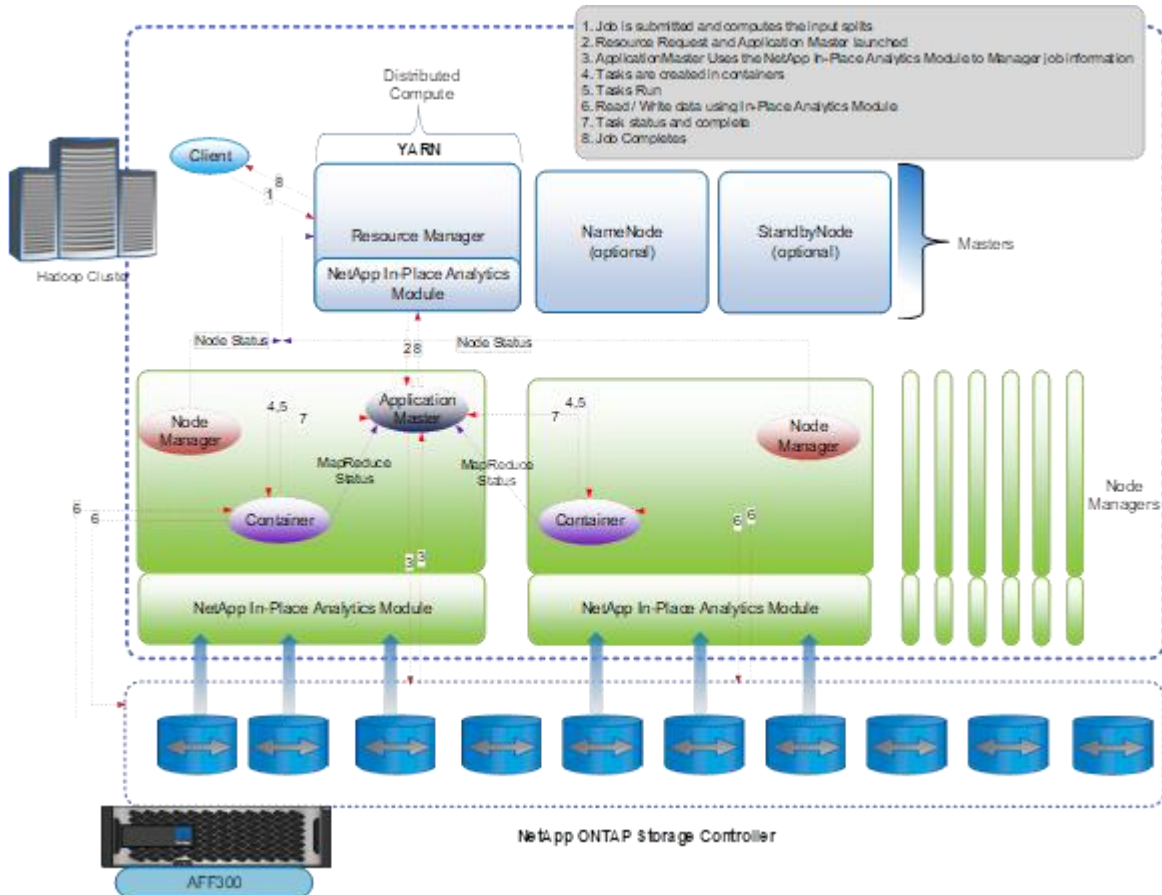 1. Job is submitted and computes the input splits
2. Resource Request and Application Master launched
3. ApplicationMaster Uses the NetApp In-Place Analytics Module to Manager job information
4. Tasks are created in containers
5. Tasks Run
6. Read / Write data using In-Place Analytics Module
7. Task status and complete
8. Job Completes
Distributed
Compute
YARN
Client
8
1
Resource Manager
NetApp In-Place Analytics
Module
NameNode
(optional)
StandbyNode
(optional)
Masters
Hadoop Cluster
Node Status
2 8
Node Status
Application
Master
Node
Manager
4,5
7
MapReduce
Status
Container
6
6
3
3
NetApp In-Place Analytics Module
4,5
7
Node
Manager
MapReduce
Status
Container
6
6
NetApp In-Place Analytics Module
Node
Managers
NetApp ONTAP Storage Controller
AFF300